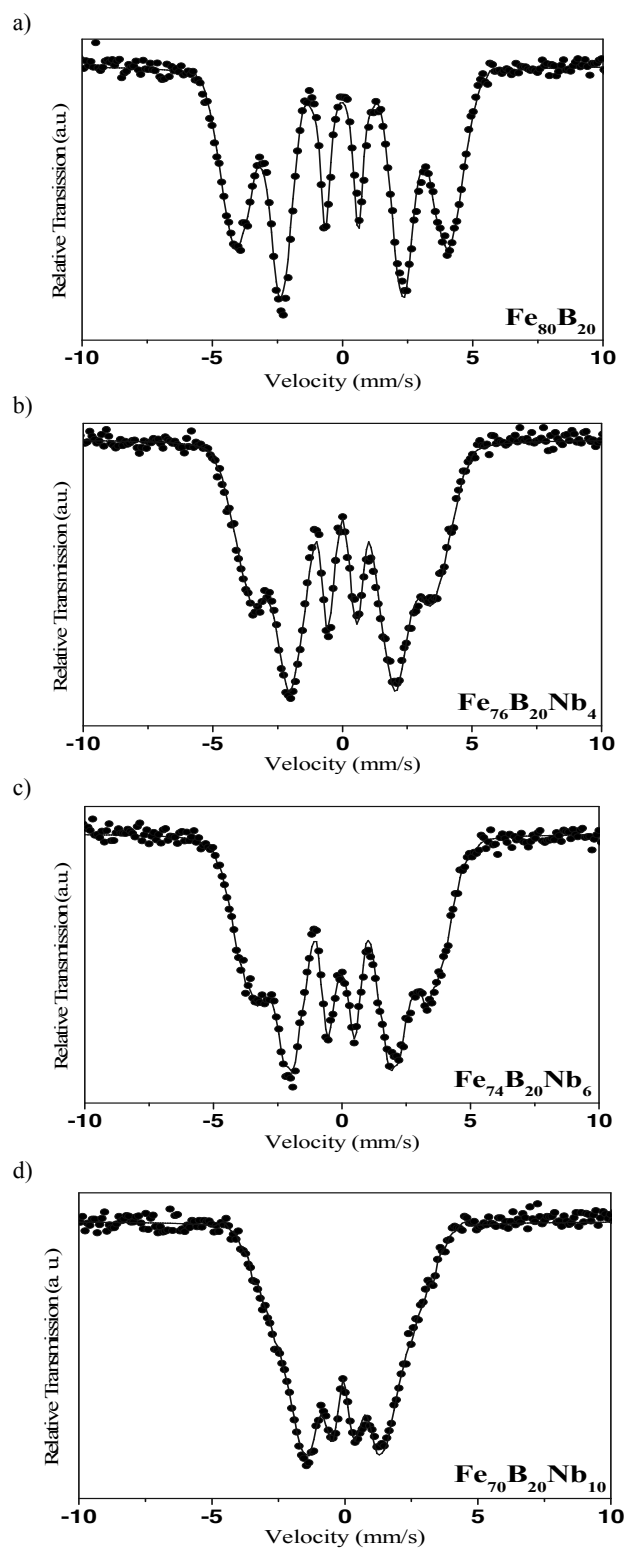 a)
Relative Transission (a.u.)
-10 -5 0 5 10
Velocity (mm/s)
Fe80B20
b)
Relative Transmission (a.u.)
-10 -5 0 5 10
Velocity (mm/s)
Fe76B20Nb4
c)
Relative Transmission (a.u.)
-10 -5 0 5 10
Velocity (mm/s)
Fe74B20Nb6
d)
Relative Transmission (a. u.)
-10 -5 0 5 10
Velocity (mm/s)
Fe70B20Nb10